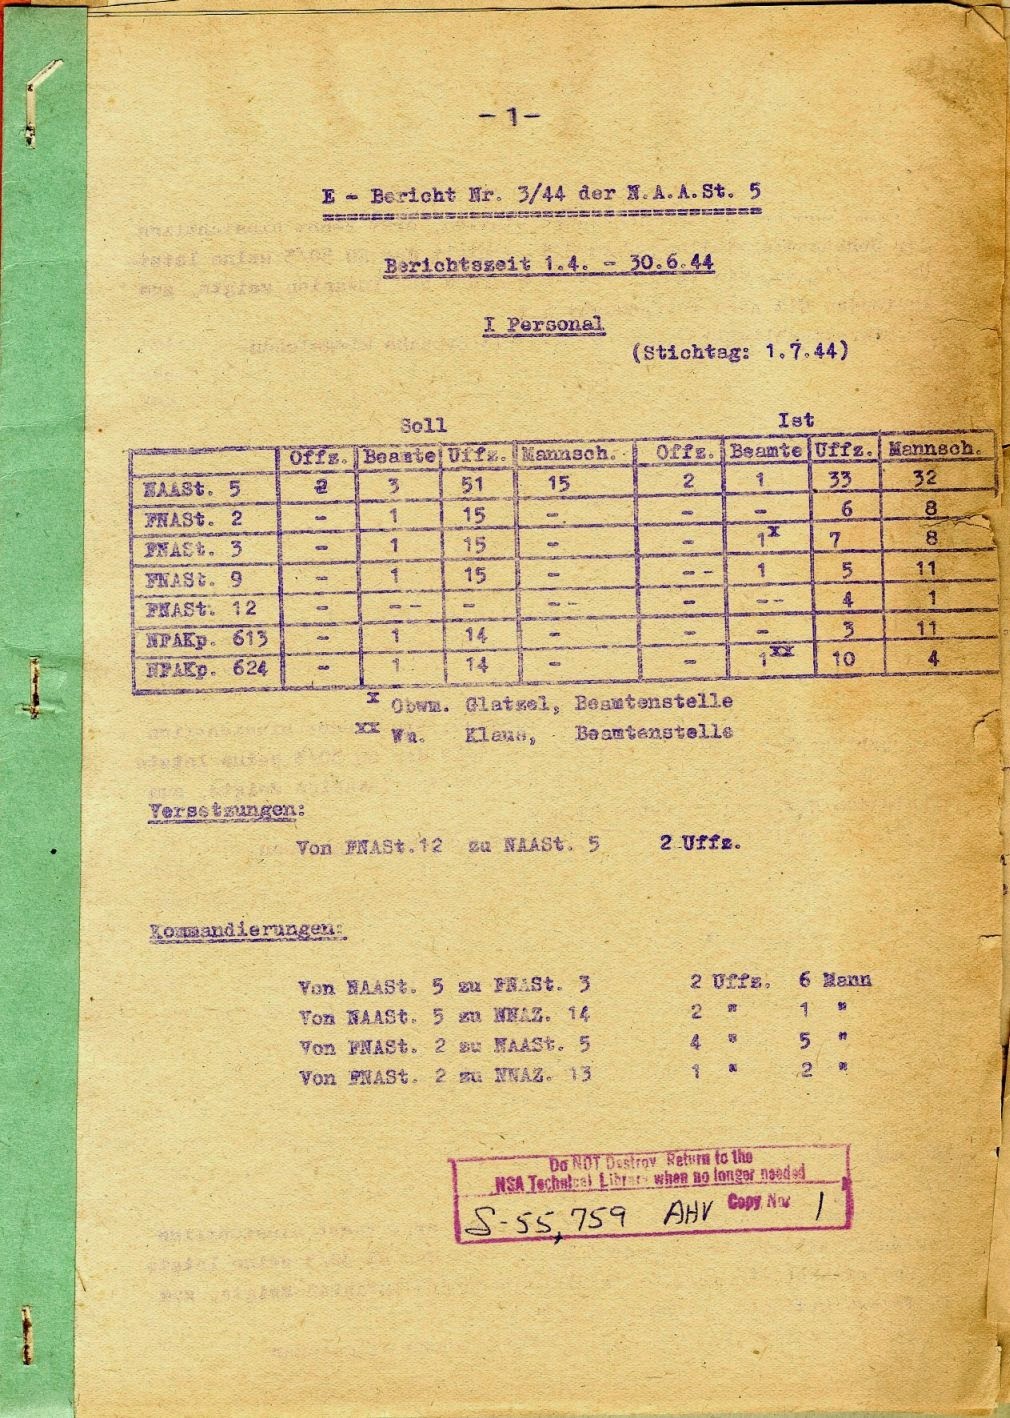 - 1 -
E - Bericht Nr. 3/44 der N.A.A.St. 5
Berichtszeit 1.4. - 30.6.44
I Personal
(Stichtag: 1.7.44)
Soll Ist
Offz. Beamte Uffz. Mannsch. Offz. Beamte Uffz. Mannsch.
NAASt. 5 2 3 51 15 2 1 33 32
FNASt. 2 - 1 15 - - - 6 8
FNASt. 3 - 1 15 - - 1x 7 8
FNASt. 9 - 1 15 - -- 1 5 11
FNASt. 12 - -- - -- - -- 4 1
NFAKp. 613 - 1 14 - - - 3 11
NFAKp. 624 - 1 14 - - 1xx 10 4
x Obwm. Glatzel, Beamtenstelle
xx Wm. Klaus, Beamtenstelle
Versetzungen:
Von FNASt.12 zu NAASt. 5 2 Uffz.
Kommandierungen:
Von NAASt. 5 zu FNASt. 3 2 Uffz. 6 Mann
Von NAASt. 5 zu NNAZ. 14 2 " 1 "
Von FNASt. 2 zu NAASt. 5 4 " 5 "
Von FNASt. 2 zu NNAZ. 13 1 " 2 "
Do NOT Destroy Return to the
NSA Technical Library when no longer needed
S-55,759 AHV Copy No: 1